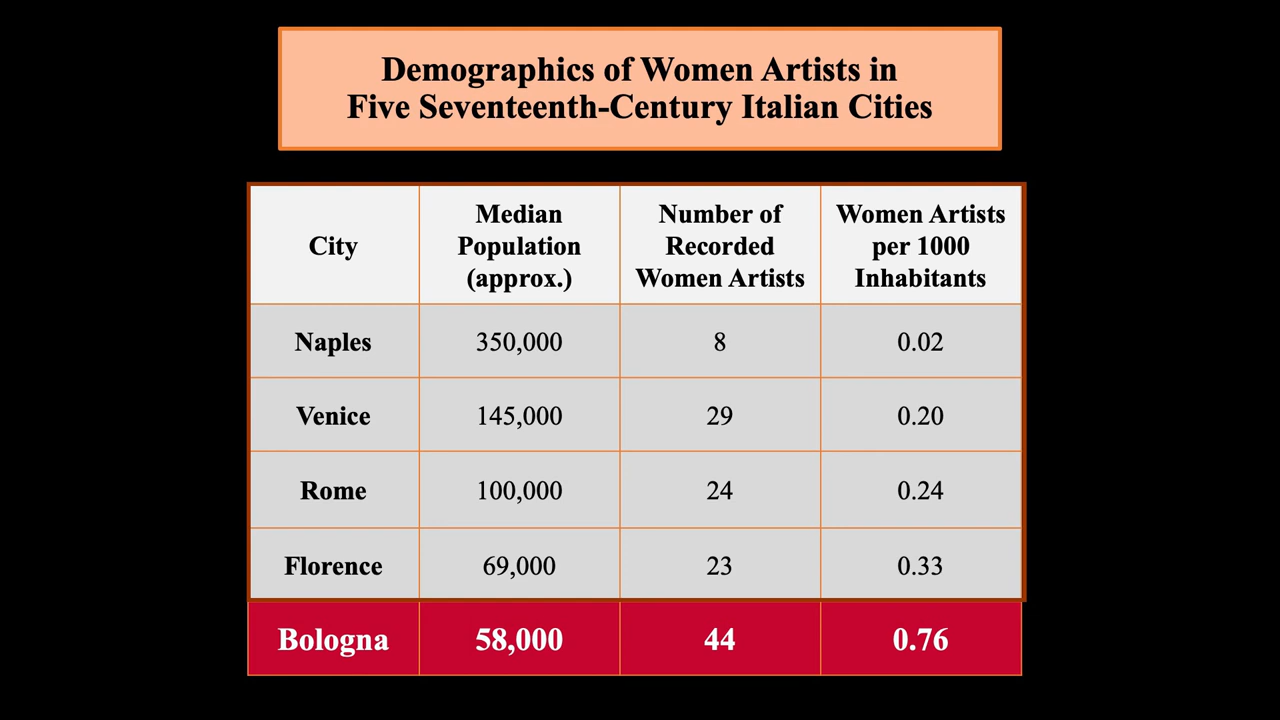 Demographics of Women Artists in
Five Seventeenth-Century Italian Cities
City
Median
Population
(approx.)
Number of
Recorded
Women Artists
Women Artists
per 1000
Inhabitants
Naples 350,000 8 0.02
Venice 145,000 29 0.20
Rome 100,000 24 0.24
Florence 69,000 23 0.33
Bologna 58,000 44 0.76